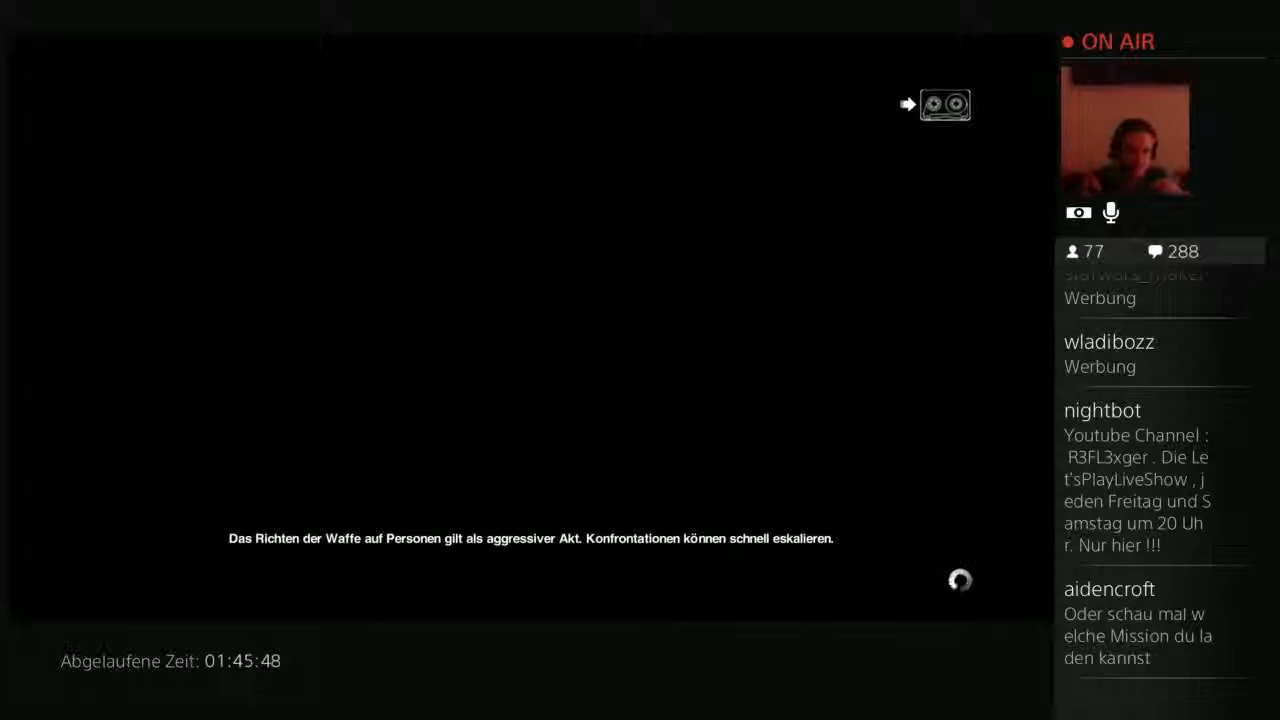 ON AIR
77 288
Werbung
wladibozz
Werbung
nightbot
Youtube Channel :
R3FL3xger . Die Le
t'sPlayLiveShow , j
eden Freitag und S
amstag um 20 Uh
r. Nur hier !!!
aidencroft
Oder schau mal w
elche Mission du la
den kannst
Das Richten der Waffe auf Personen gilt als aggressiver Akt. Konfrontationen können schnell eskalieren.
Abgelaufene Zeit: 01:45:48